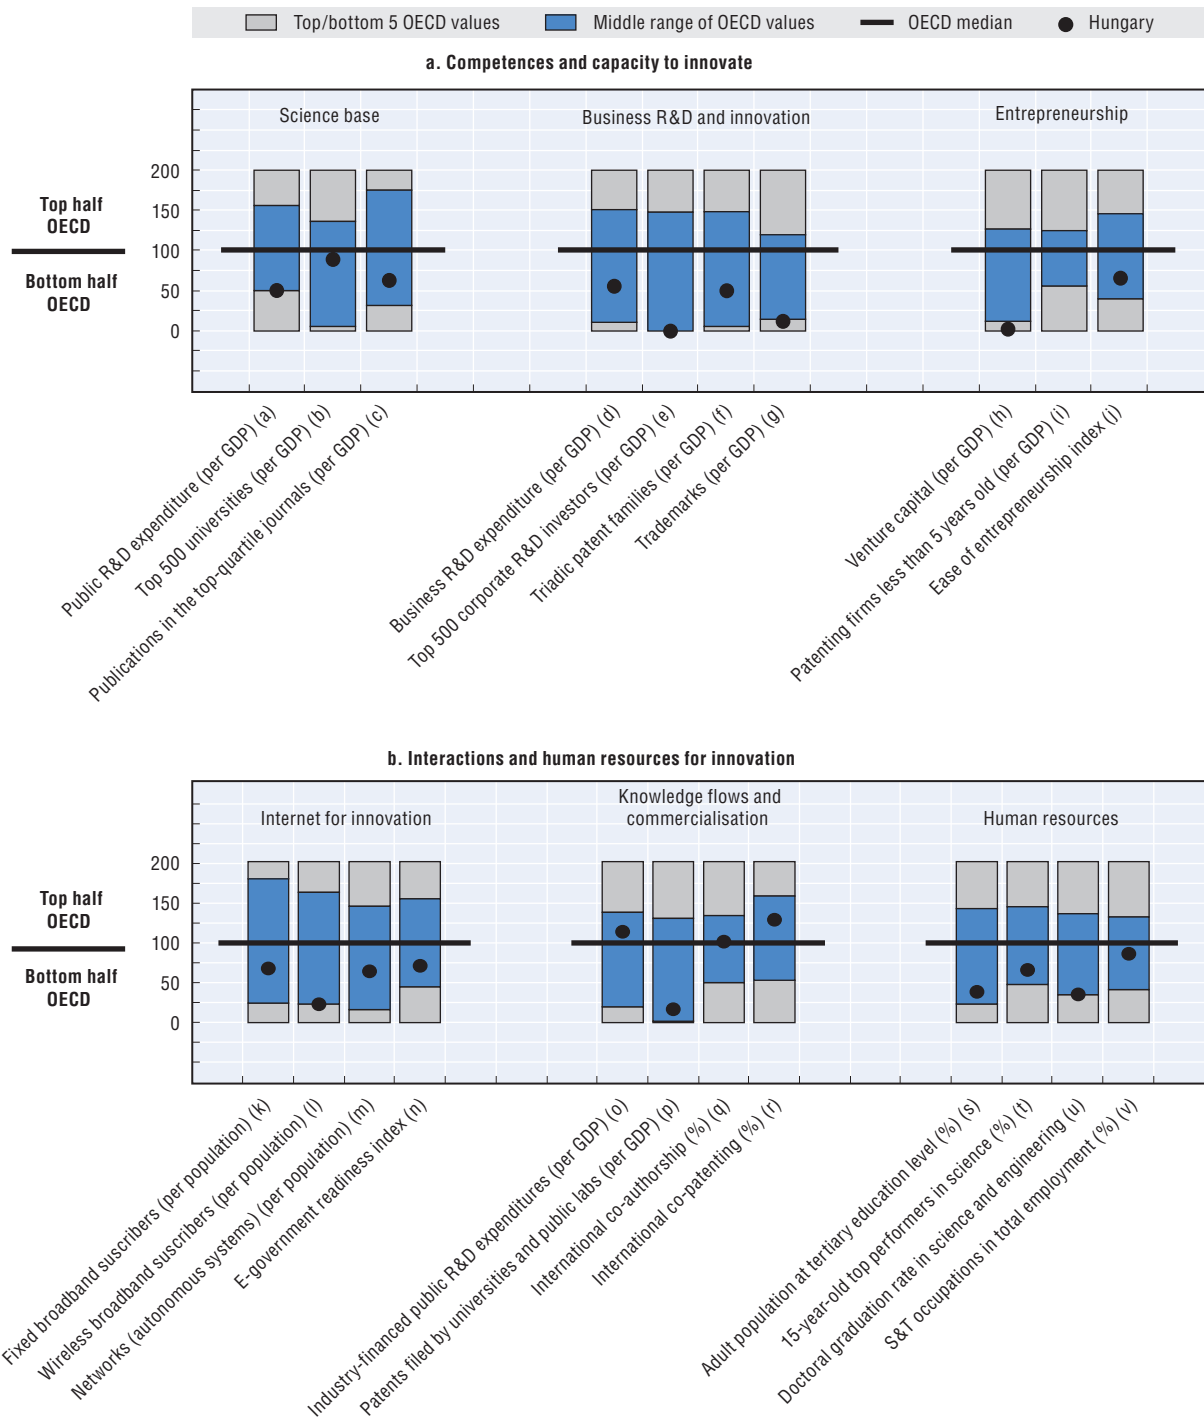 Top/bottom 5 OECD values
Middle range of OECD values
OECD median
Hungary
a. Competences and capacity to innovate
Science base
Business R&D and innovation
Entrepreneurship
Top half
OECD
Bottom half
OECD
200
150
100
50
0
Public R&D expenditure (per GDP) (a)
Top 500 universities (per GDP) (b)
Publications in the top-quartile journals (per GDP) (c)
Business R&D expenditure (per GDP) (d)
Top 500 corporate R&D investors (per GDP) (e)
Triadic patent families (per GDP) (f)
Trademarks (per GDP) (g)
Venture capital (per GDP) (h)
Patenting firms less than 5 years old (per GDP) (i)
Ease of entrepreneurship index (j)
b. Interactions and human resources for innovation
Internet for innovation
Knowledge flows and
commercialisation
Human resources
Top half
OECD
Bottom half
OECD
200
150
100
50
0
Fixed broadband suscribers (per population) (k)
Wireless broadband suscribers (per population) (l)
Networks (autonomous systems) (per population) (m)
E-government readiness index (n)
Industry-financed public R&D expenditures (per GDP) (o)
Patents filed by universities and public labs (per GDP) (p)
International co-authorship (%) (q)
International co-patenting (%) (r)
Adult population at tertiary education level (%) (s)
15-year-old top performers in science (%) (t)
Doctoral graduation rate in science and engineering (u)
S&T occupations in total employment (%) (v)